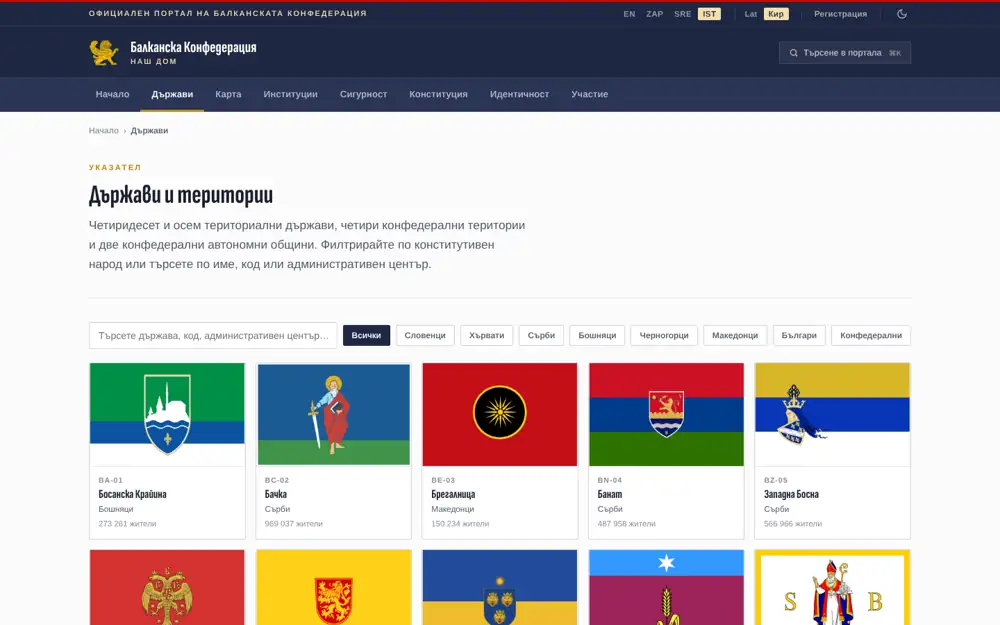 ОФИЦИАЛЕН ПОРТАЛ НА БАЛКАНСКАТА КОНФЕДЕРАЦИЯ
EN ZAP SRE IST Lat Кир Регистрация
Балканска Конфедерация
НАШ ДОМ
Търсене в портала ⌘K
Начало Държави Карта Институции Сигурност Конституция Идентичност Участие
Начало › Държави
УКАЗАТЕЛ
Държави и територии
Четиридесет и осем териториални държави, четири конфедерални територии
и две конфедерални автономни общини. Филтрирайте по конститутивен
народ или търсете по име, код или административен център.
Търсете държава, код, административен център…
Всички Словенци Хървати Сърби Бошняци Черногорци Македонци Българи Конфедерални
BA-01
Босанска Крайина
Бошняци
273 261 жители
BC-02
Бачка
Сърби
969 037 жители
BE-03
Брегалница
Македонци
150 234 жители
BN-04
Банат
Сърби
487 958 жители
BZ-05
Западна Босна
Сърби
566 966 жители
S B